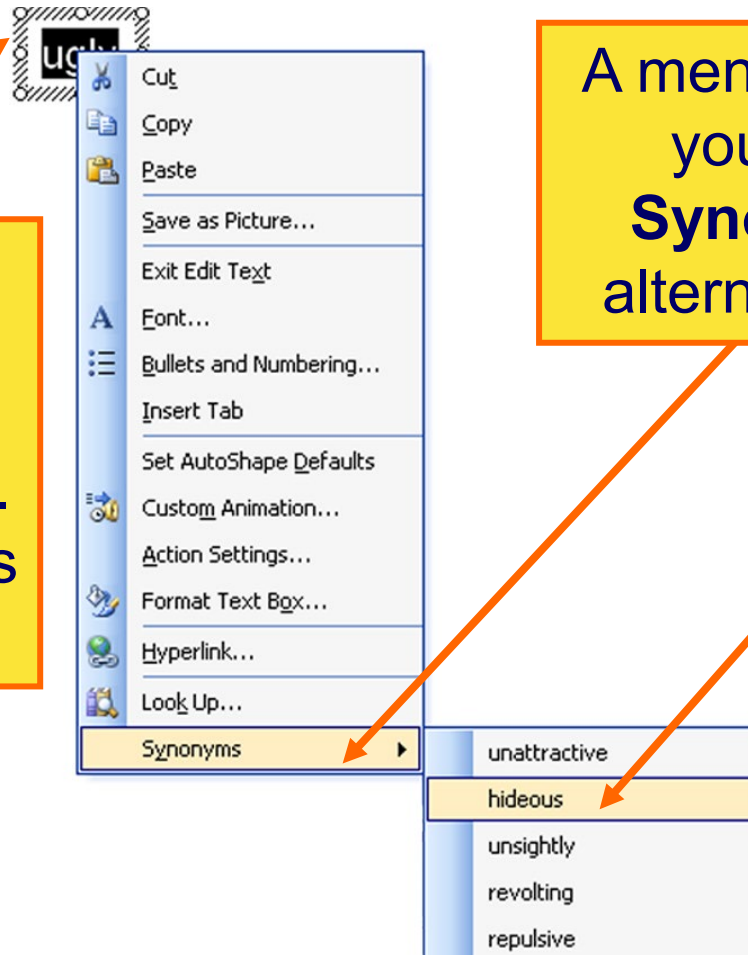 ugly
Cut
Copy
Paste
Save as Picture...
Exit Edit Text
Font...
Bullets and Numbering...
Insert Tab
Set AutoShape Defaults
Custom Animation...
Action Settings...
Format Text Box...
Hyperlink...
Look Up...
Synonyms
unattractive
hideous
unsightly
revolting
repulsive
A men
you
Syn
altern
.
s